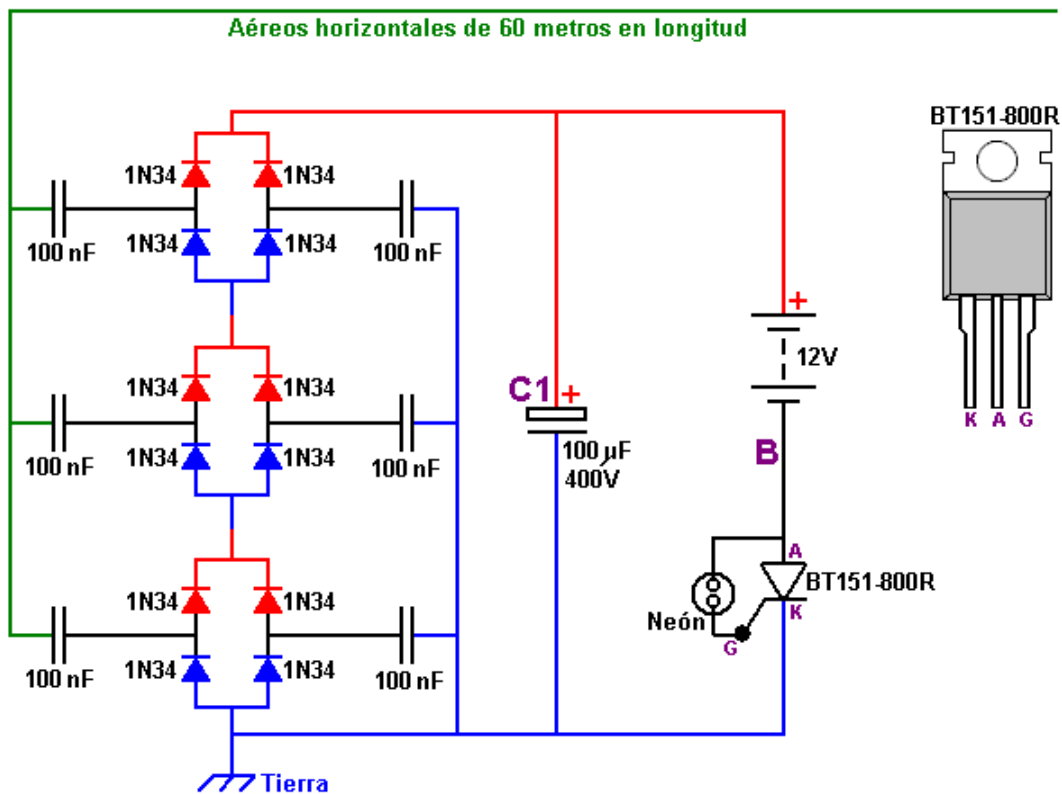 Aéreos horizontales de 60 metros en longitud
BT151-800R
1N34 1N34
1N34 1N34
100 nF 100 nF
1N34 1N34
1N34 1N34
100 nF 100 nF
1N34 1N34
1N34 1N34
100 nF 100 nF
C1 +
100 µF
400V
+
12V
B
A
BT151-800R
K
Neón
G
K A G
Tierra